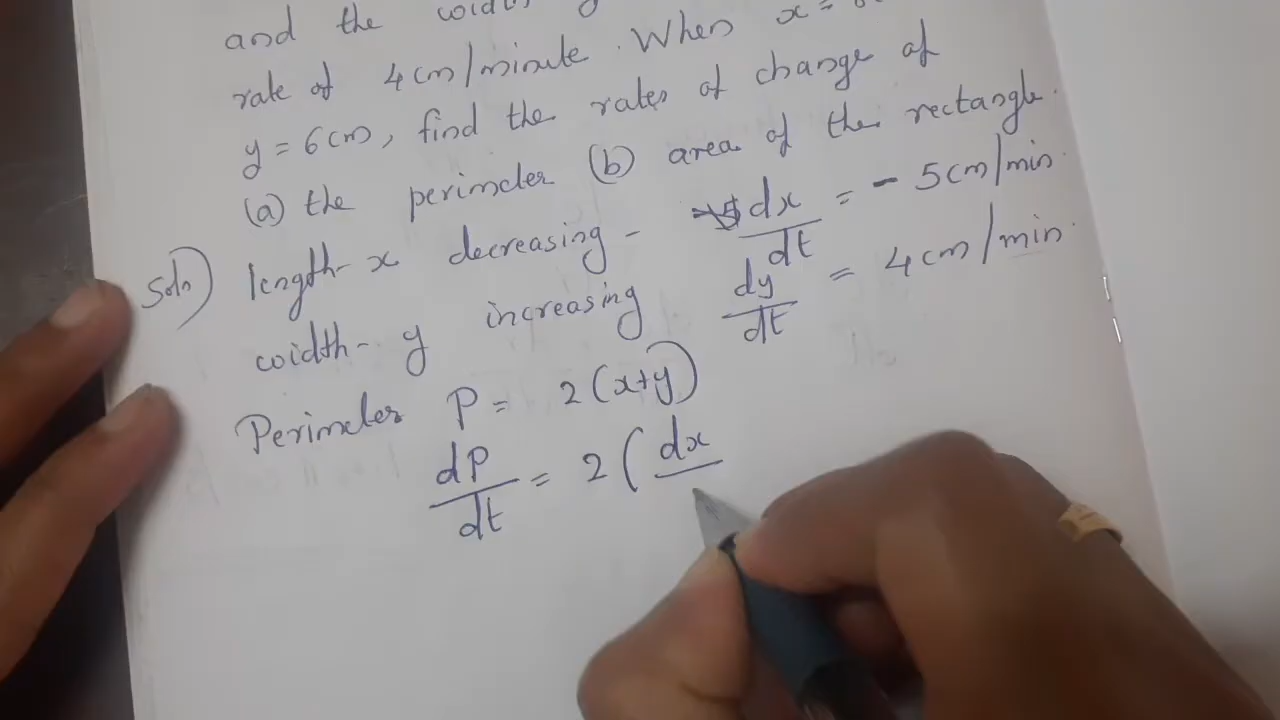 and the width
rate of 4cm/minute. When x =
y = 6cm, find the rates of change of
(a) the perimeter (b) area of the rectangle.
Soln) length - x decreasing - dx/dt = - 5cm/min.
width - y increasing dy/dt = 4cm/min.
Perimeter P = 2(x+y)
dP/dt = 2(dx